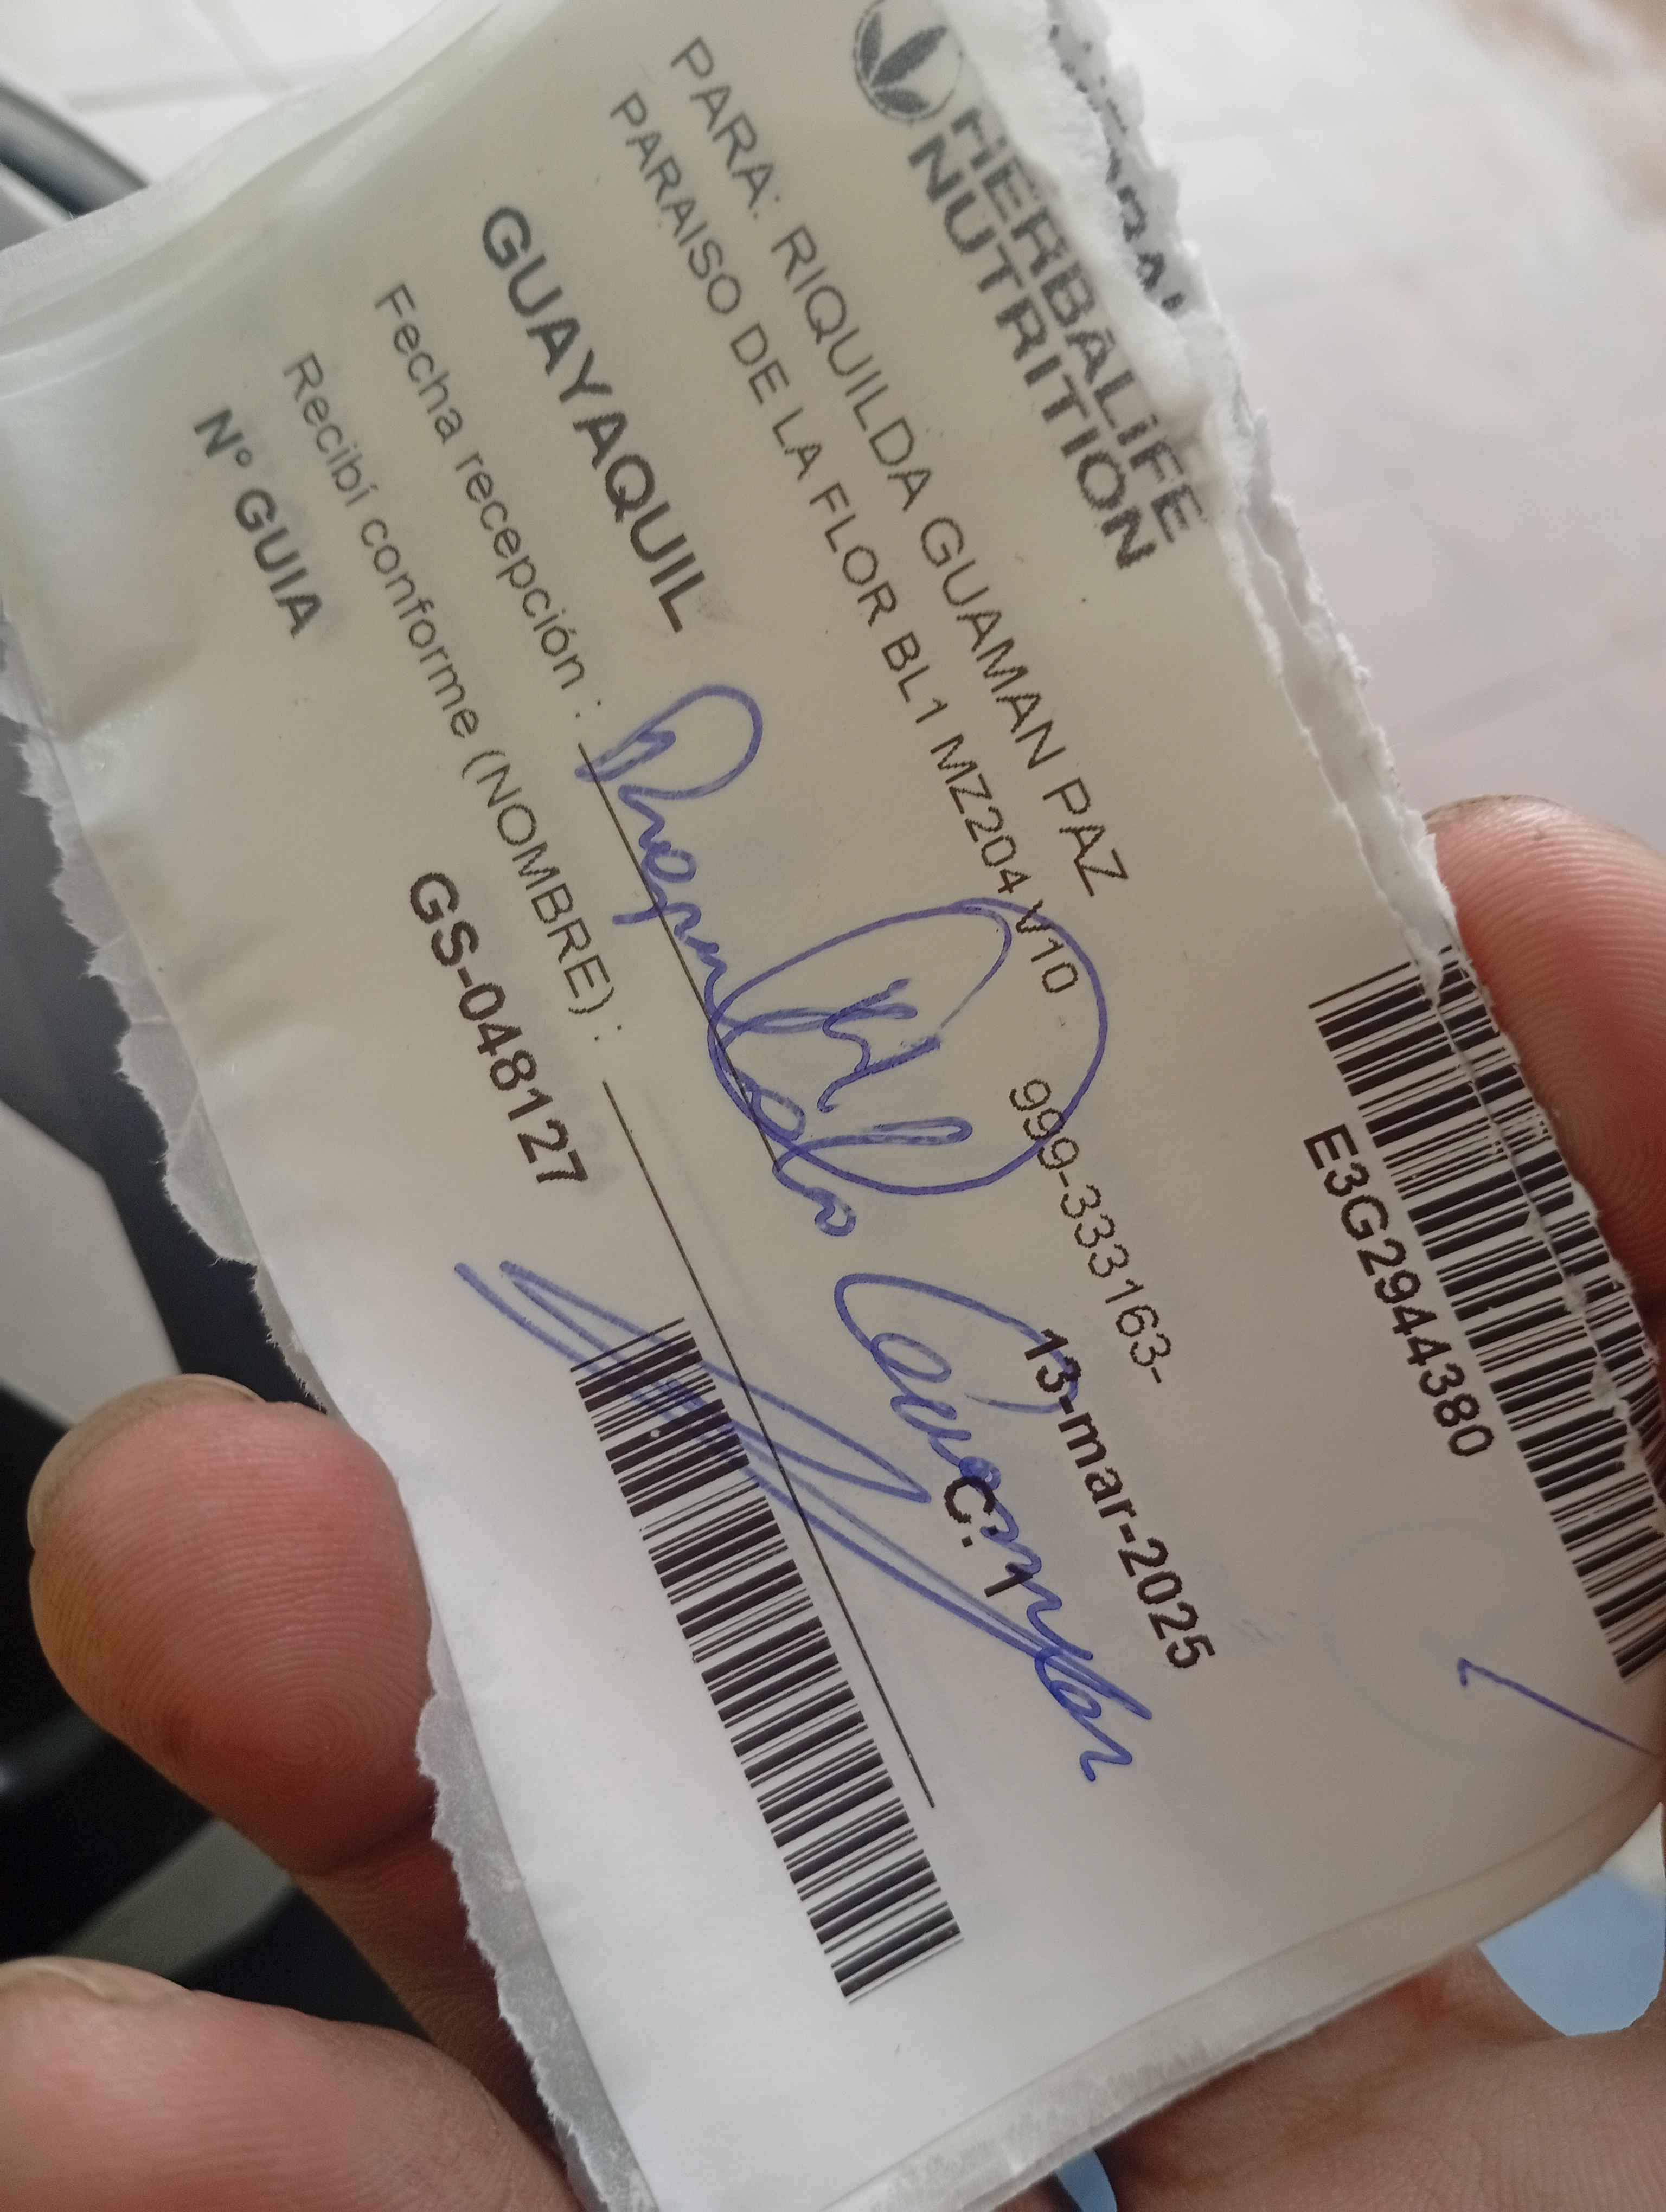 HERBALIFE
NUTRITION
E3G2944380
PARA: RIQUILDA GUAMAN PAZ
PARAISO DE LA FLOR BL1 MZ204 V10
999-333163-
13-mar-2025
GUAYAQUIL
C. 1
Fecha recepción :
Recibí conforme (NOMBRE) :
Nº GUIA GS-048127